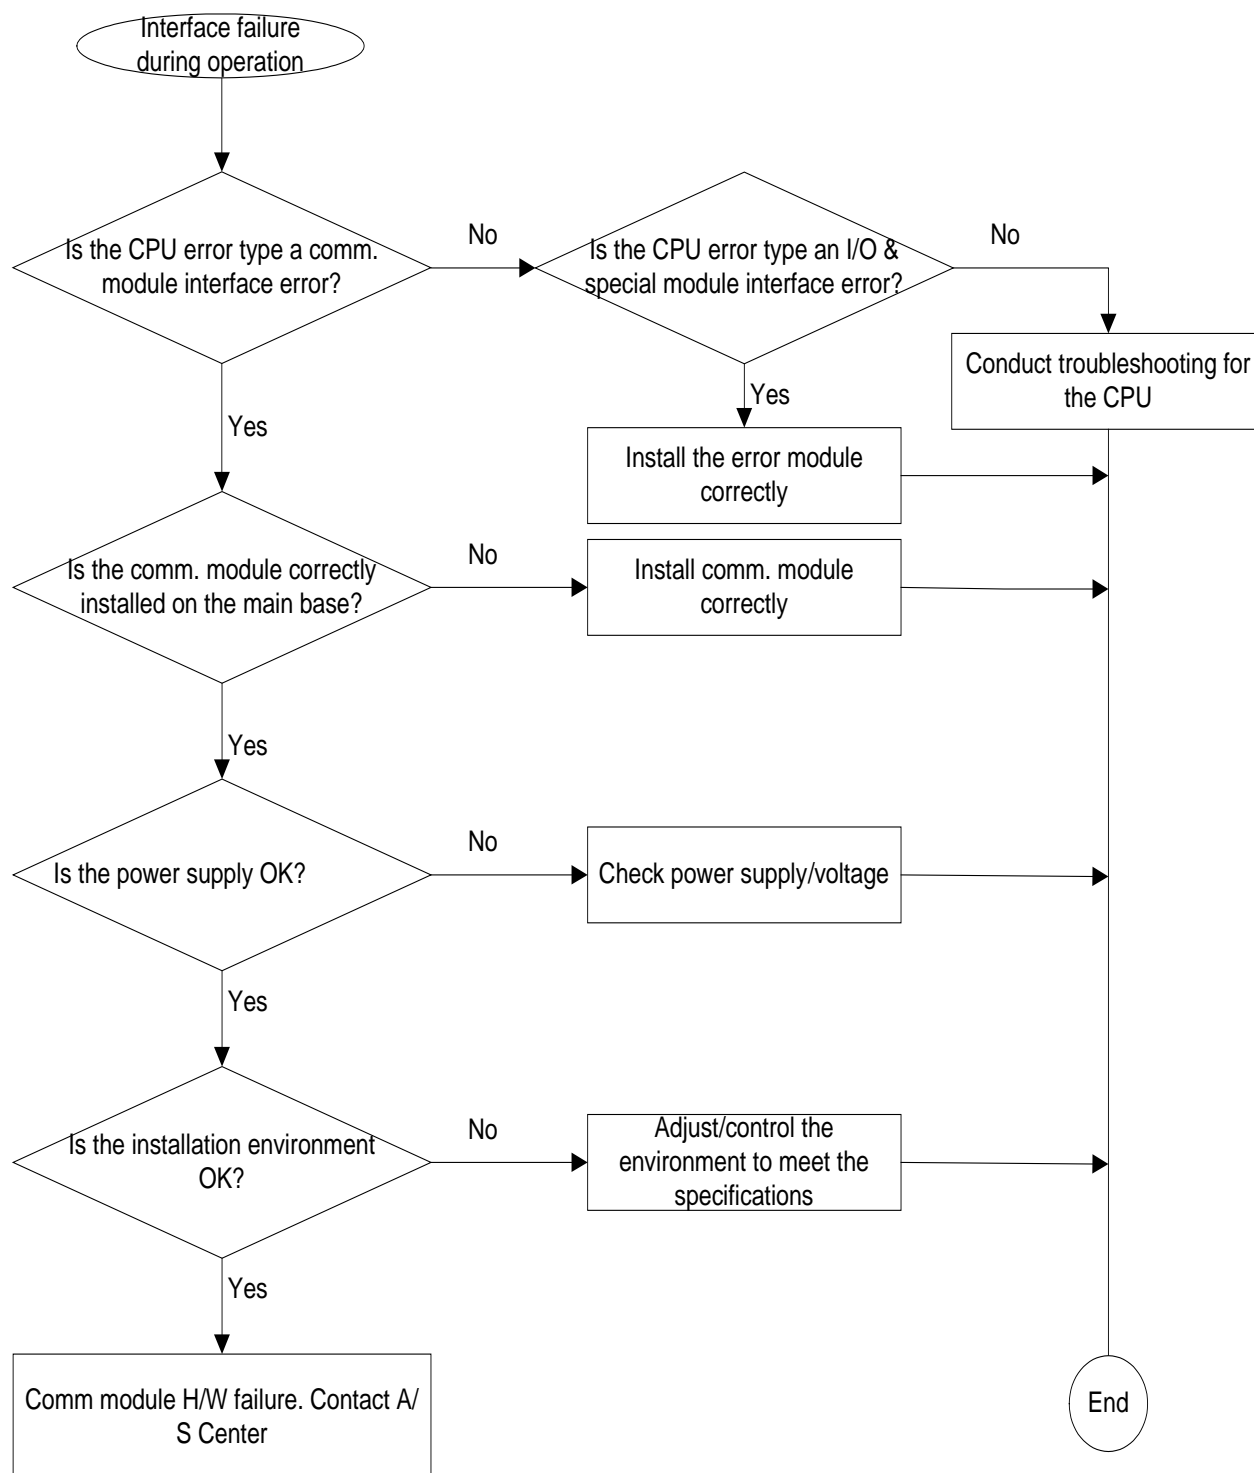 Interface failure
during operation
Is the CPU error type a comm.
module interface error?
No
Is the CPU error type an I/O &
special module interface error?
No
Conduct troubleshooting for
the CPU
Yes
Yes
Install the error module
correctly
Is the comm. module correctly
installed on the main base?
No
Install comm. module
correctly
Yes
Is the power supply OK?
No
Check power supply/voltage
Yes
Is the installation environment
OK?
No
Adjust/control the
environment to meet the
specifications
Yes
Comm module H/W failure. Contact A/
S Center
End